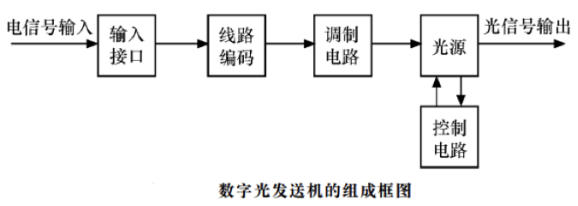 电信号输入
输入
接口
线路
编码
调制
电路
光源
光信号输出
控制
电路
数字光发送机的组成框图